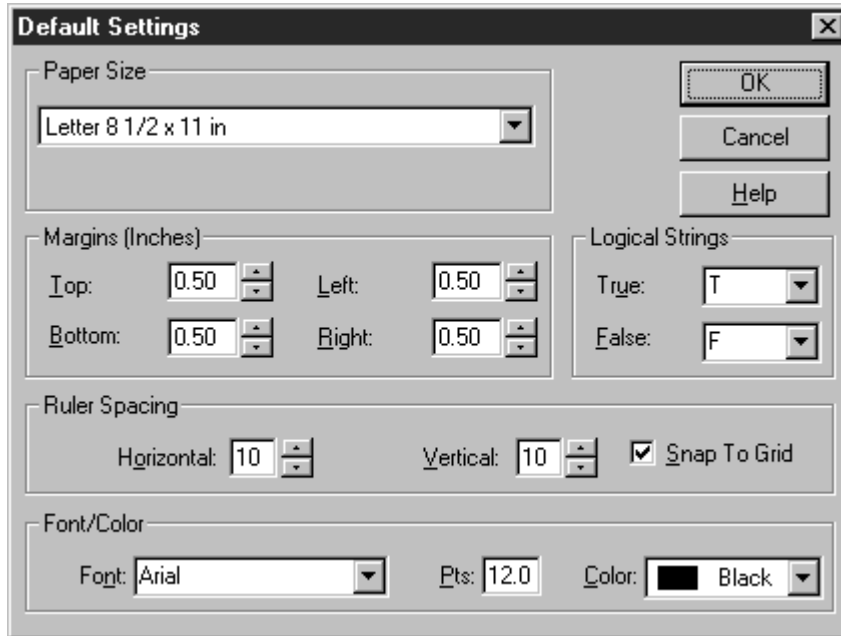 Default Settings
Paper Size
Letter 8 1/2 x 11 in
OK
Cancel
Help
Margins (Inches)
Top: 0.50 Left: 0.50
Bottom: 0.50 Right: 0.50
Logical Strings
True: T
False: F
Ruler Spacing
Horizontal: 10 Vertical: 10 Snap To Grid
Font/Color
Font: Arial Pts: 12.0 Color: Black